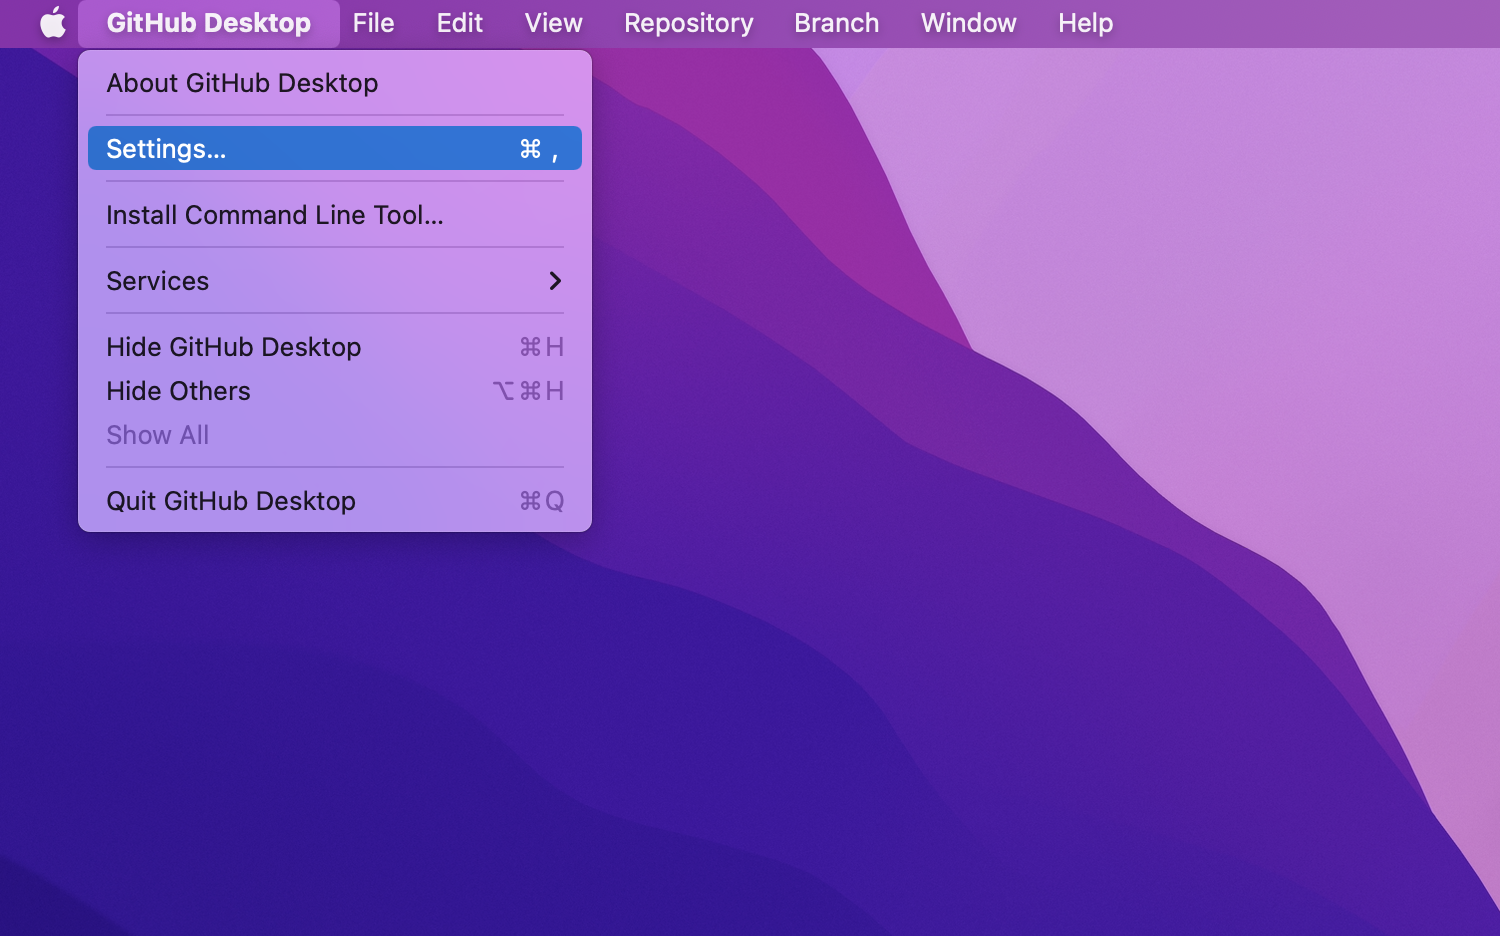 GitHub Desktop File Edit View Repository Branch Window Help
About GitHub Desktop
Settings... ⌘ ,
Install Command Line Tool...
Services
Hide GitHub Desktop ⌘H
Hide Others ⌥⌘H
Show All
Quit GitHub Desktop ⌘Q